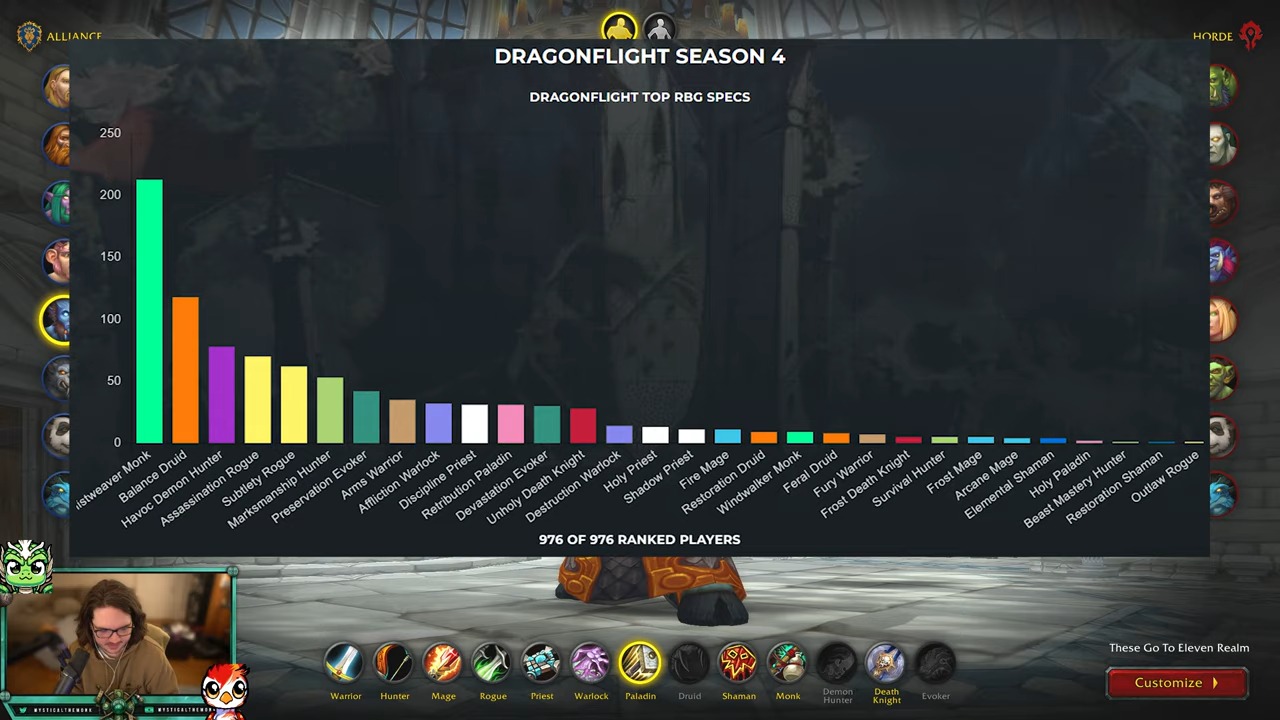 ALLIANCE
HORDE
DRAGONFLIGHT SEASON 4
DRAGONFLIGHT TOP RBG SPECS
250
200
150
100
50
0
istweaver Monk
Balance Druid
Havoc Demon Hunter
Assassination Rogue
Subtlety Rogue
Marksmanship Hunter
Preservation Evoker
Arms Warrior
Affliction Warlock
Discipline Priest
Retribution Paladin
Devastation Evoker
Unholy Death Knight
Destruction Warlock
Holy Priest
Shadow Priest
Fire Mage
Restoration Druid
Windwalker Monk
Feral Druid
Fury Warrior
Frost Death Knight
Survival Hunter
Frost Mage
Arcane Mage
Elemental Shaman
Holy Paladin
Beast Mastery Hunter
Restoration Shaman
Outlaw Rogue
976 OF 976 RANKED PLAYERS
Warrior
Hunter
Mage
Rogue
Priest
Warlock
Paladin
Druid
Shaman
Monk
Demon
Hunter
Death
Knight
Evoker
These Go To Eleven Realm
Customize
MYSTICALTHEMONK